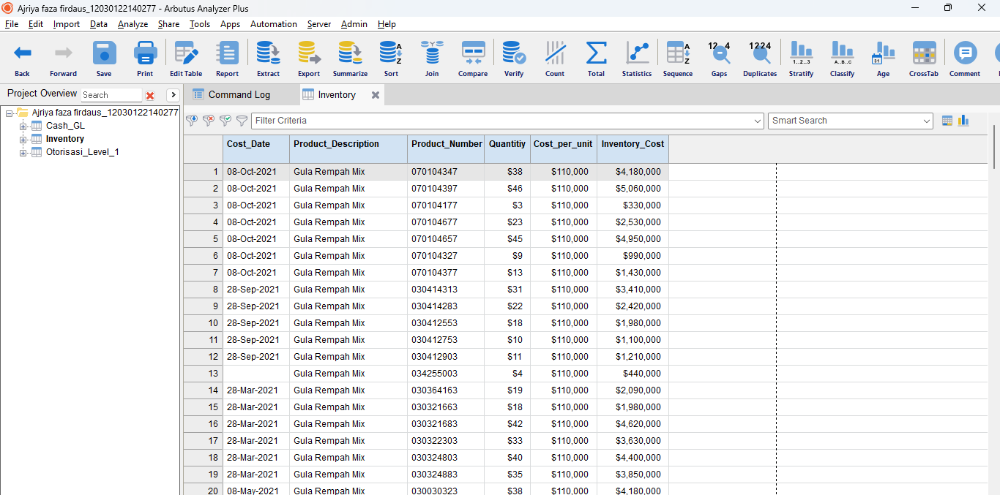 Ajriya faza firdaus_12030122140277 - Arbutus Analyzer Plus
File Edit Import Data Analyze Share Tools Apps Automation Server Admin Help
Back Forward Save Print Edit Table Report Extract Export Summarize Sort Join Compare Verify Count Total Statistics Sequence Gaps Duplicates Stratify Classify Age CrossTab Comment
Project Overview Search
Command Log Inventory
Ajriya faza firdaus_12030122140277
Cash_GL
Inventory
Otorisasi_Level_1
Filter Criteria Smart Search
Cost_Date Product_Description Product_Number Quantitiy Cost_per_unit Inventory_Cost
1 08-Oct-2021 Gula Rempah Mix 070104347 $38 $110,000 $4,180,000
2 08-Oct-2021 Gula Rempah Mix 070104397 $46 $110,000 $5,060,000
3 08-Oct-2021 Gula Rempah Mix 070104177 $3 $110,000 $330,000
4 08-Oct-2021 Gula Rempah Mix 070104677 $23 $110,000 $2,530,000
5 08-Oct-2021 Gula Rempah Mix 070104657 $45 $110,000 $4,950,000
6 08-Oct-2021 Gula Rempah Mix 070104327 $9 $110,000 $990,000
7 08-Oct-2021 Gula Rempah Mix 070104377 $13 $110,000 $1,430,000
8 28-Sep-2021 Gula Rempah Mix 030414313 $31 $110,000 $3,410,000
9 28-Sep-2021 Gula Rempah Mix 030414283 $22 $110,000 $2,420,000
10 28-Sep-2021 Gula Rempah Mix 030412553 $18 $110,000 $1,980,000
11 28-Sep-2021 Gula Rempah Mix 030412753 $10 $110,000 $1,100,000
12 28-Sep-2021 Gula Rempah Mix 030412903 $11 $110,000 $1,210,000
13 Gula Rempah Mix 034255003 $4 $110,000 $440,000
14 28-Mar-2021 Gula Rempah Mix 030364163 $19 $110,000 $2,090,000
15 28-Mar-2021 Gula Rempah Mix 030321663 $18 $110,000 $1,980,000
16 28-Mar-2021 Gula Rempah Mix 030321683 $42 $110,000 $4,620,000
17 28-Mar-2021 Gula Rempah Mix 030322303 $33 $110,000 $3,630,000
18 28-Mar-2021 Gula Rempah Mix 030324803 $40 $110,000 $4,400,000
19 28-Mar-2021 Gula Rempah Mix 030324883 $35 $110,000 $3,850,000
20 08-May-2021 Gula Rempah Mix 030030323 $38 $110,000 $4,180,000